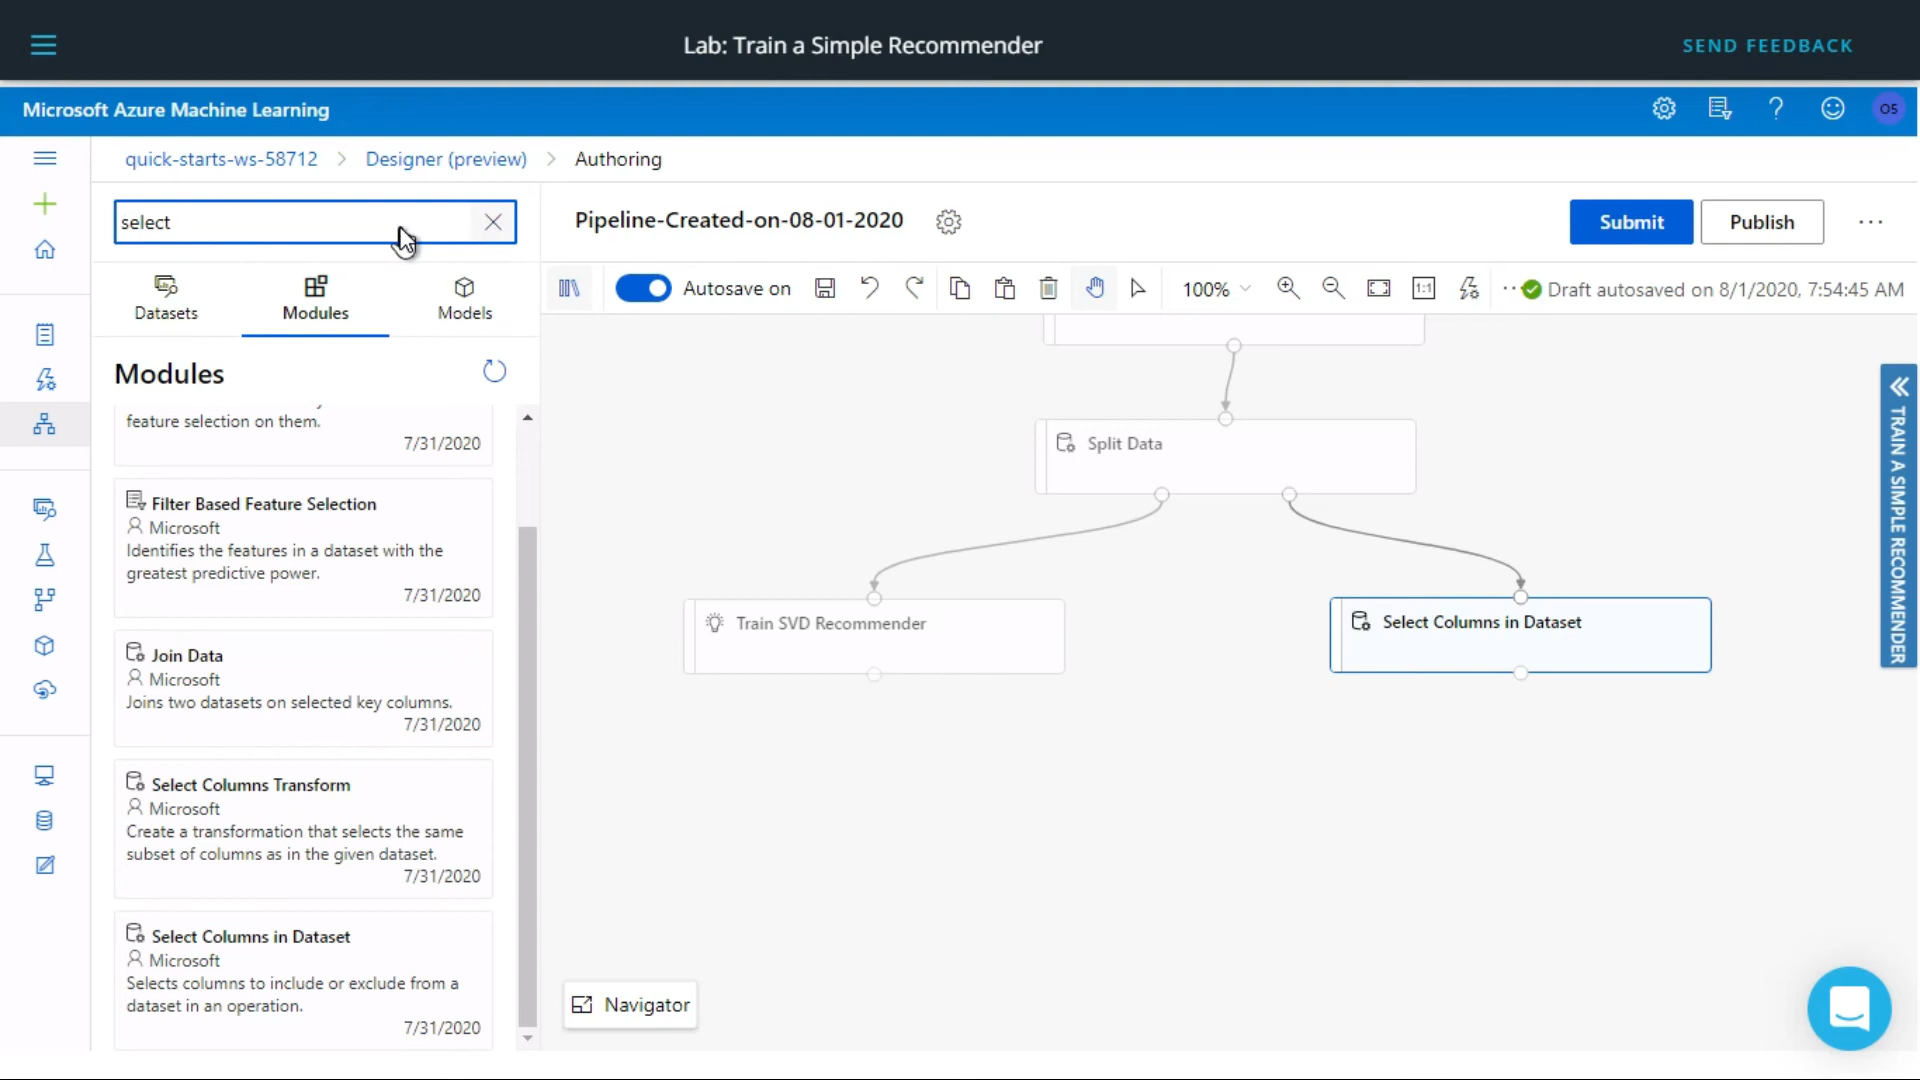 Lab: Train a Simple Recommender
SEND FEEDBACK
Microsoft Azure Machine Learning
OS
quick-starts-ws-58712 > Designer (preview) > Authoring
select
Pipeline-Created-on-08-01-2020
Submit
Publish
Datasets
Modules
Models
Autosave on
100%
1:1
Draft autosaved on 8/1/2020, 7:54:45 AM
Modules
feature selection on them.
7/31/2020
Filter Based Feature Selection
Microsoft
Identifies the features in a dataset with the
greatest predictive power.
7/31/2020
Join Data
Microsoft
Joins two datasets on selected key columns.
7/31/2020
Select Columns Transform
Microsoft
Create a transformation that selects the same
subset of columns as in the given dataset.
7/31/2020
Select Columns in Dataset
Microsoft
Selects columns to include or exclude from a
dataset in an operation.
7/31/2020
Split Data
Train SVD Recommender
Select Columns in Dataset
Navigator
TRAIN A SIMPLE RECOMMENDER